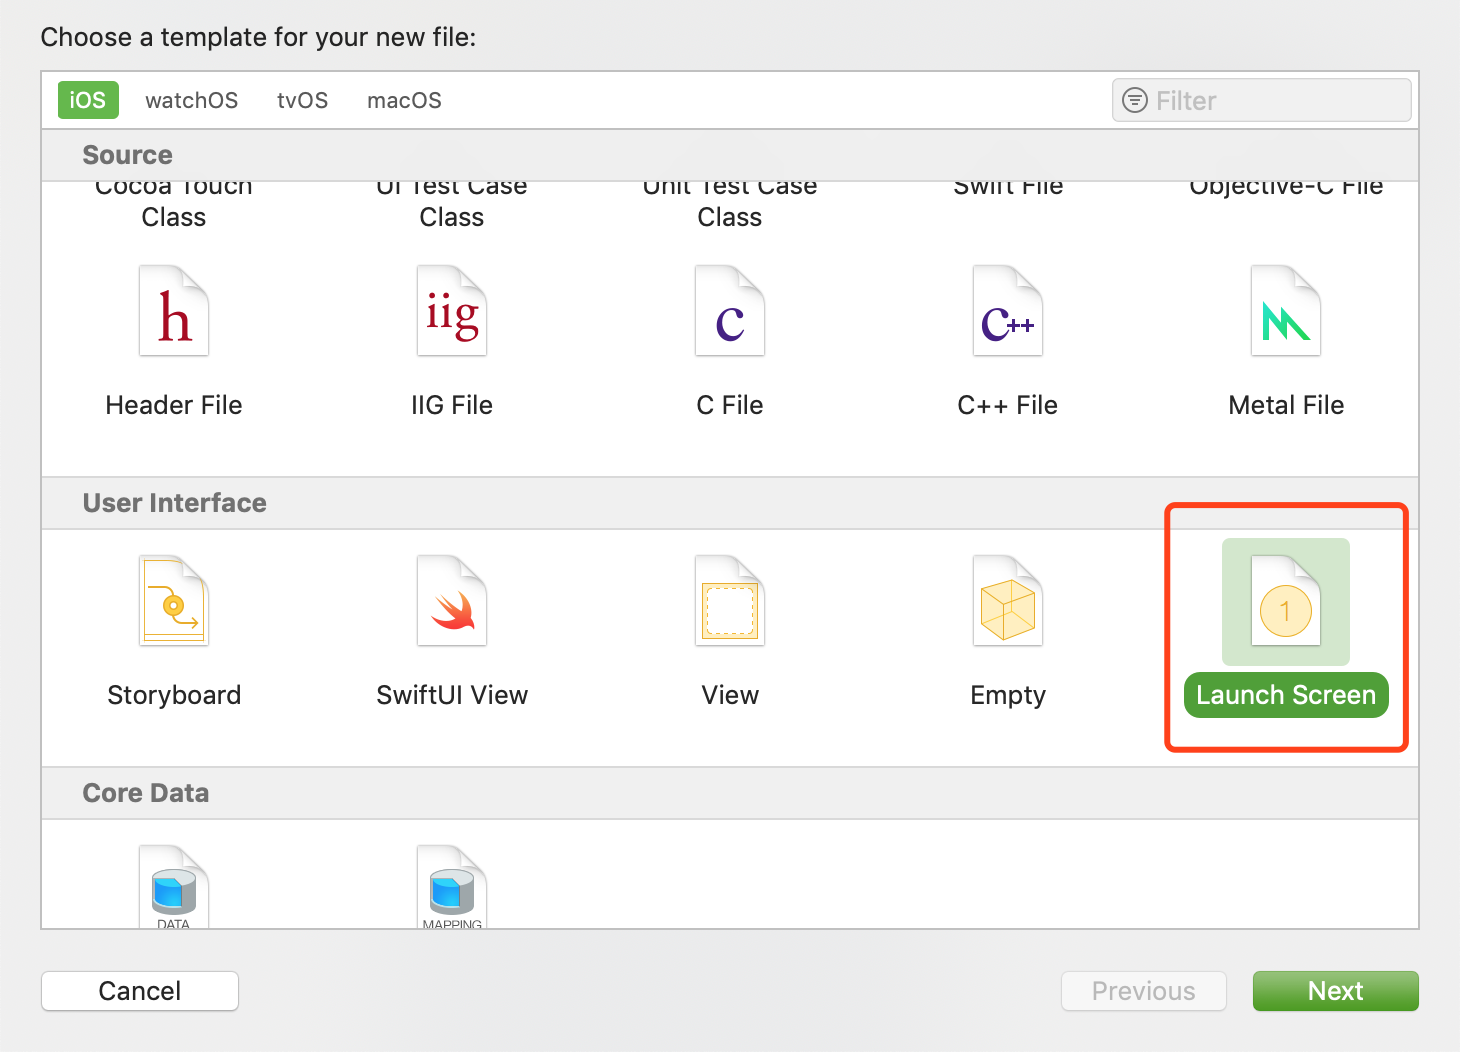 Choose a template for your new file:
iOS watchOS tvOS macOS Filter
Source
Cocoa Touch Class
UI Test Case Class
Unit Test Case Class
Swift File
Objective-C File
h
iig
c
c++
Header File
IIG File
C File
C++ File
Metal File
User Interface
1
Storyboard
SwiftUI View
View
Empty
Launch Screen
Core Data
DATA
MAPPING
Cancel
Previous
Next